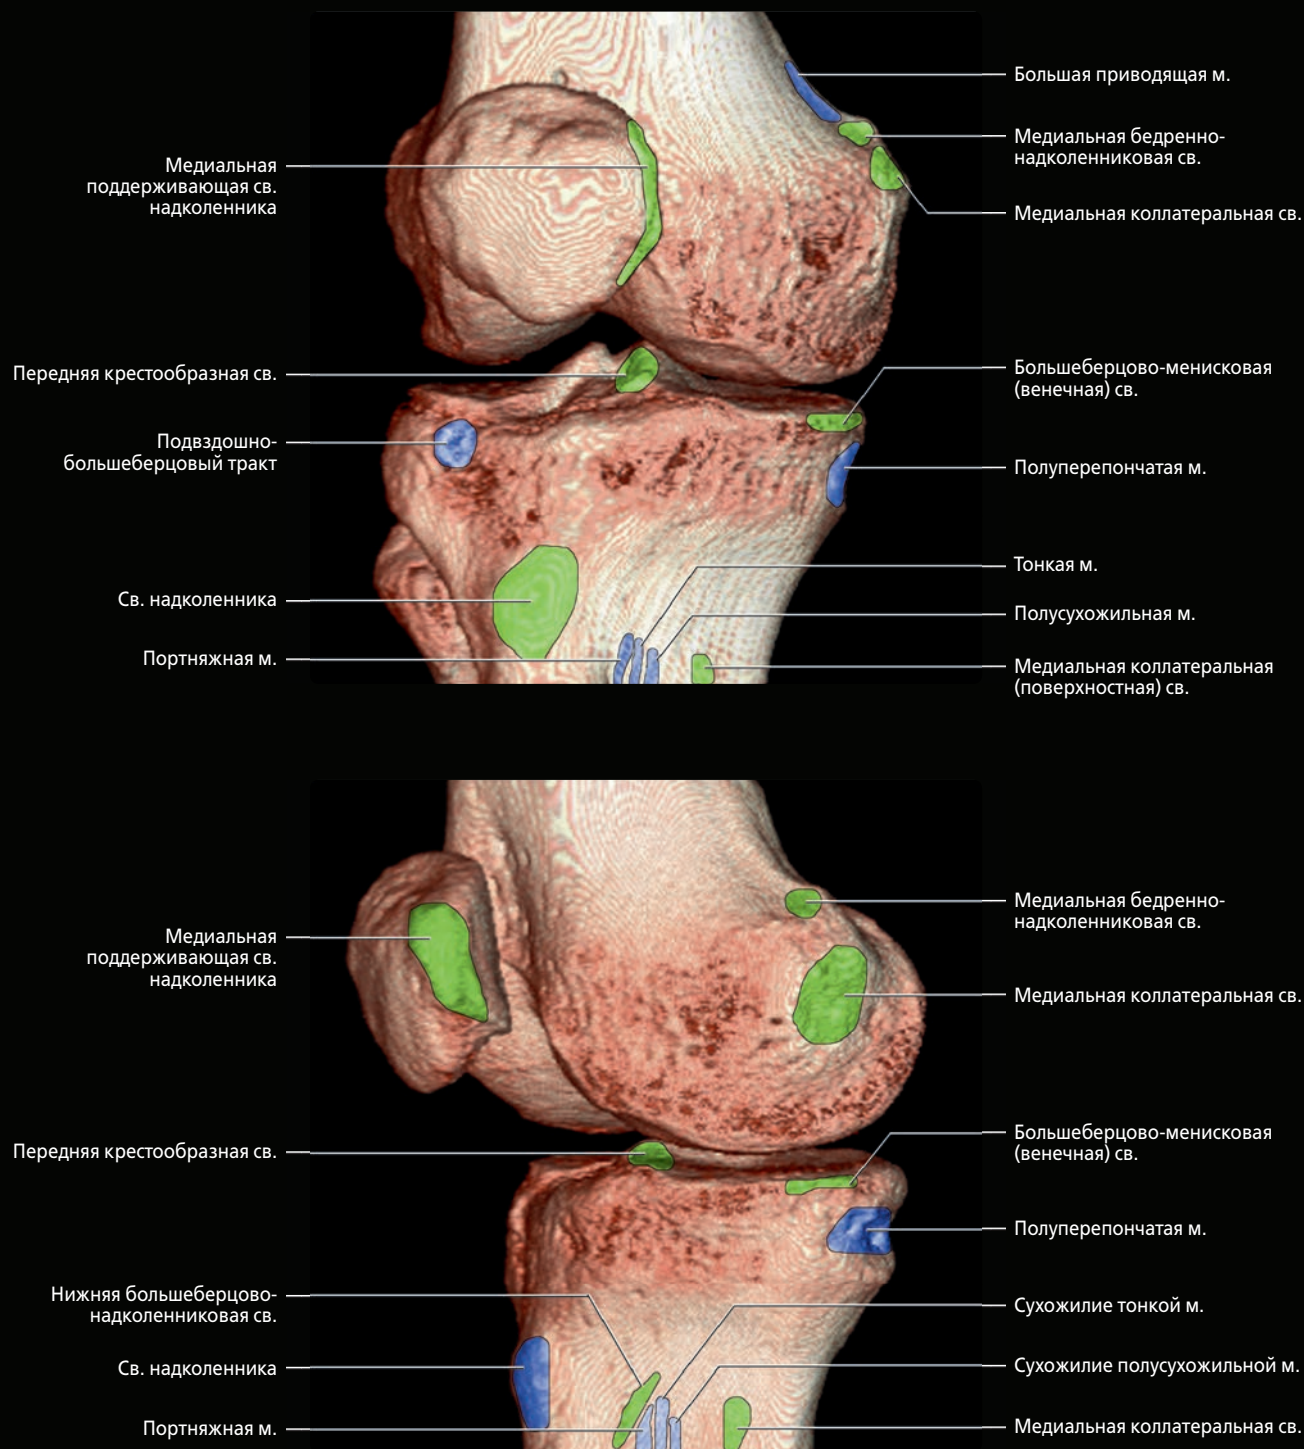 Большая приводящая м.
Медиальная бедренно-
надколенниковая св.
Медиальная
поддерживающая св.
надколенника
Медиальная коллатеральная св.
Передняя крестообразная св.
Большеберцово-менисковая
(венечная) св.
Подвздошно-
большеберцовый тракт
Полуперепончатая м.
Тонкая м.
Св. надколенника
Полусухожильная м.
Портняжная м.
Медиальная коллатеральная
(поверхностная) св.
Медиальная бедренно-
надколенниковая св.
Медиальная
поддерживающая св.
надколенника
Медиальная коллатеральная св.
Передняя крестообразная св.
Большеберцово-менисковая
(венечная) св.
Полуперепончатая м.
Нижняя большеберцово-
надколенниковая св.
Сухожилие тонкой м.
Св. надколенника
Сухожилие полусухожильной м.
Портняжная м.
Медиальная коллатеральная св.